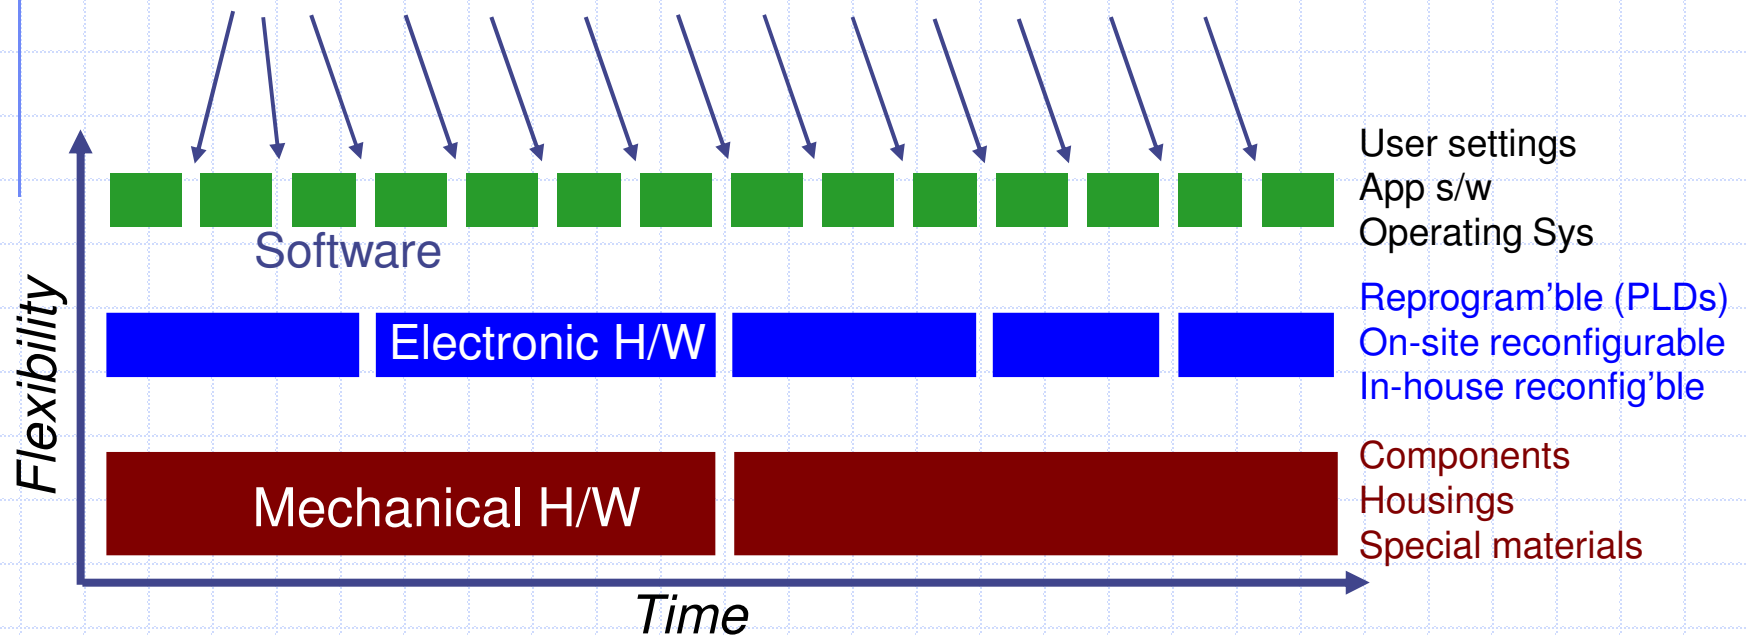 User settings
App s/w
Operating Sys
Software
Reprogram’ble (PLDs)
On-site reconfigurable
In-house reconfig’ble
Electronic H/W
Flexibility
Components
Housings
Special materials
Mechanical H/W
Time